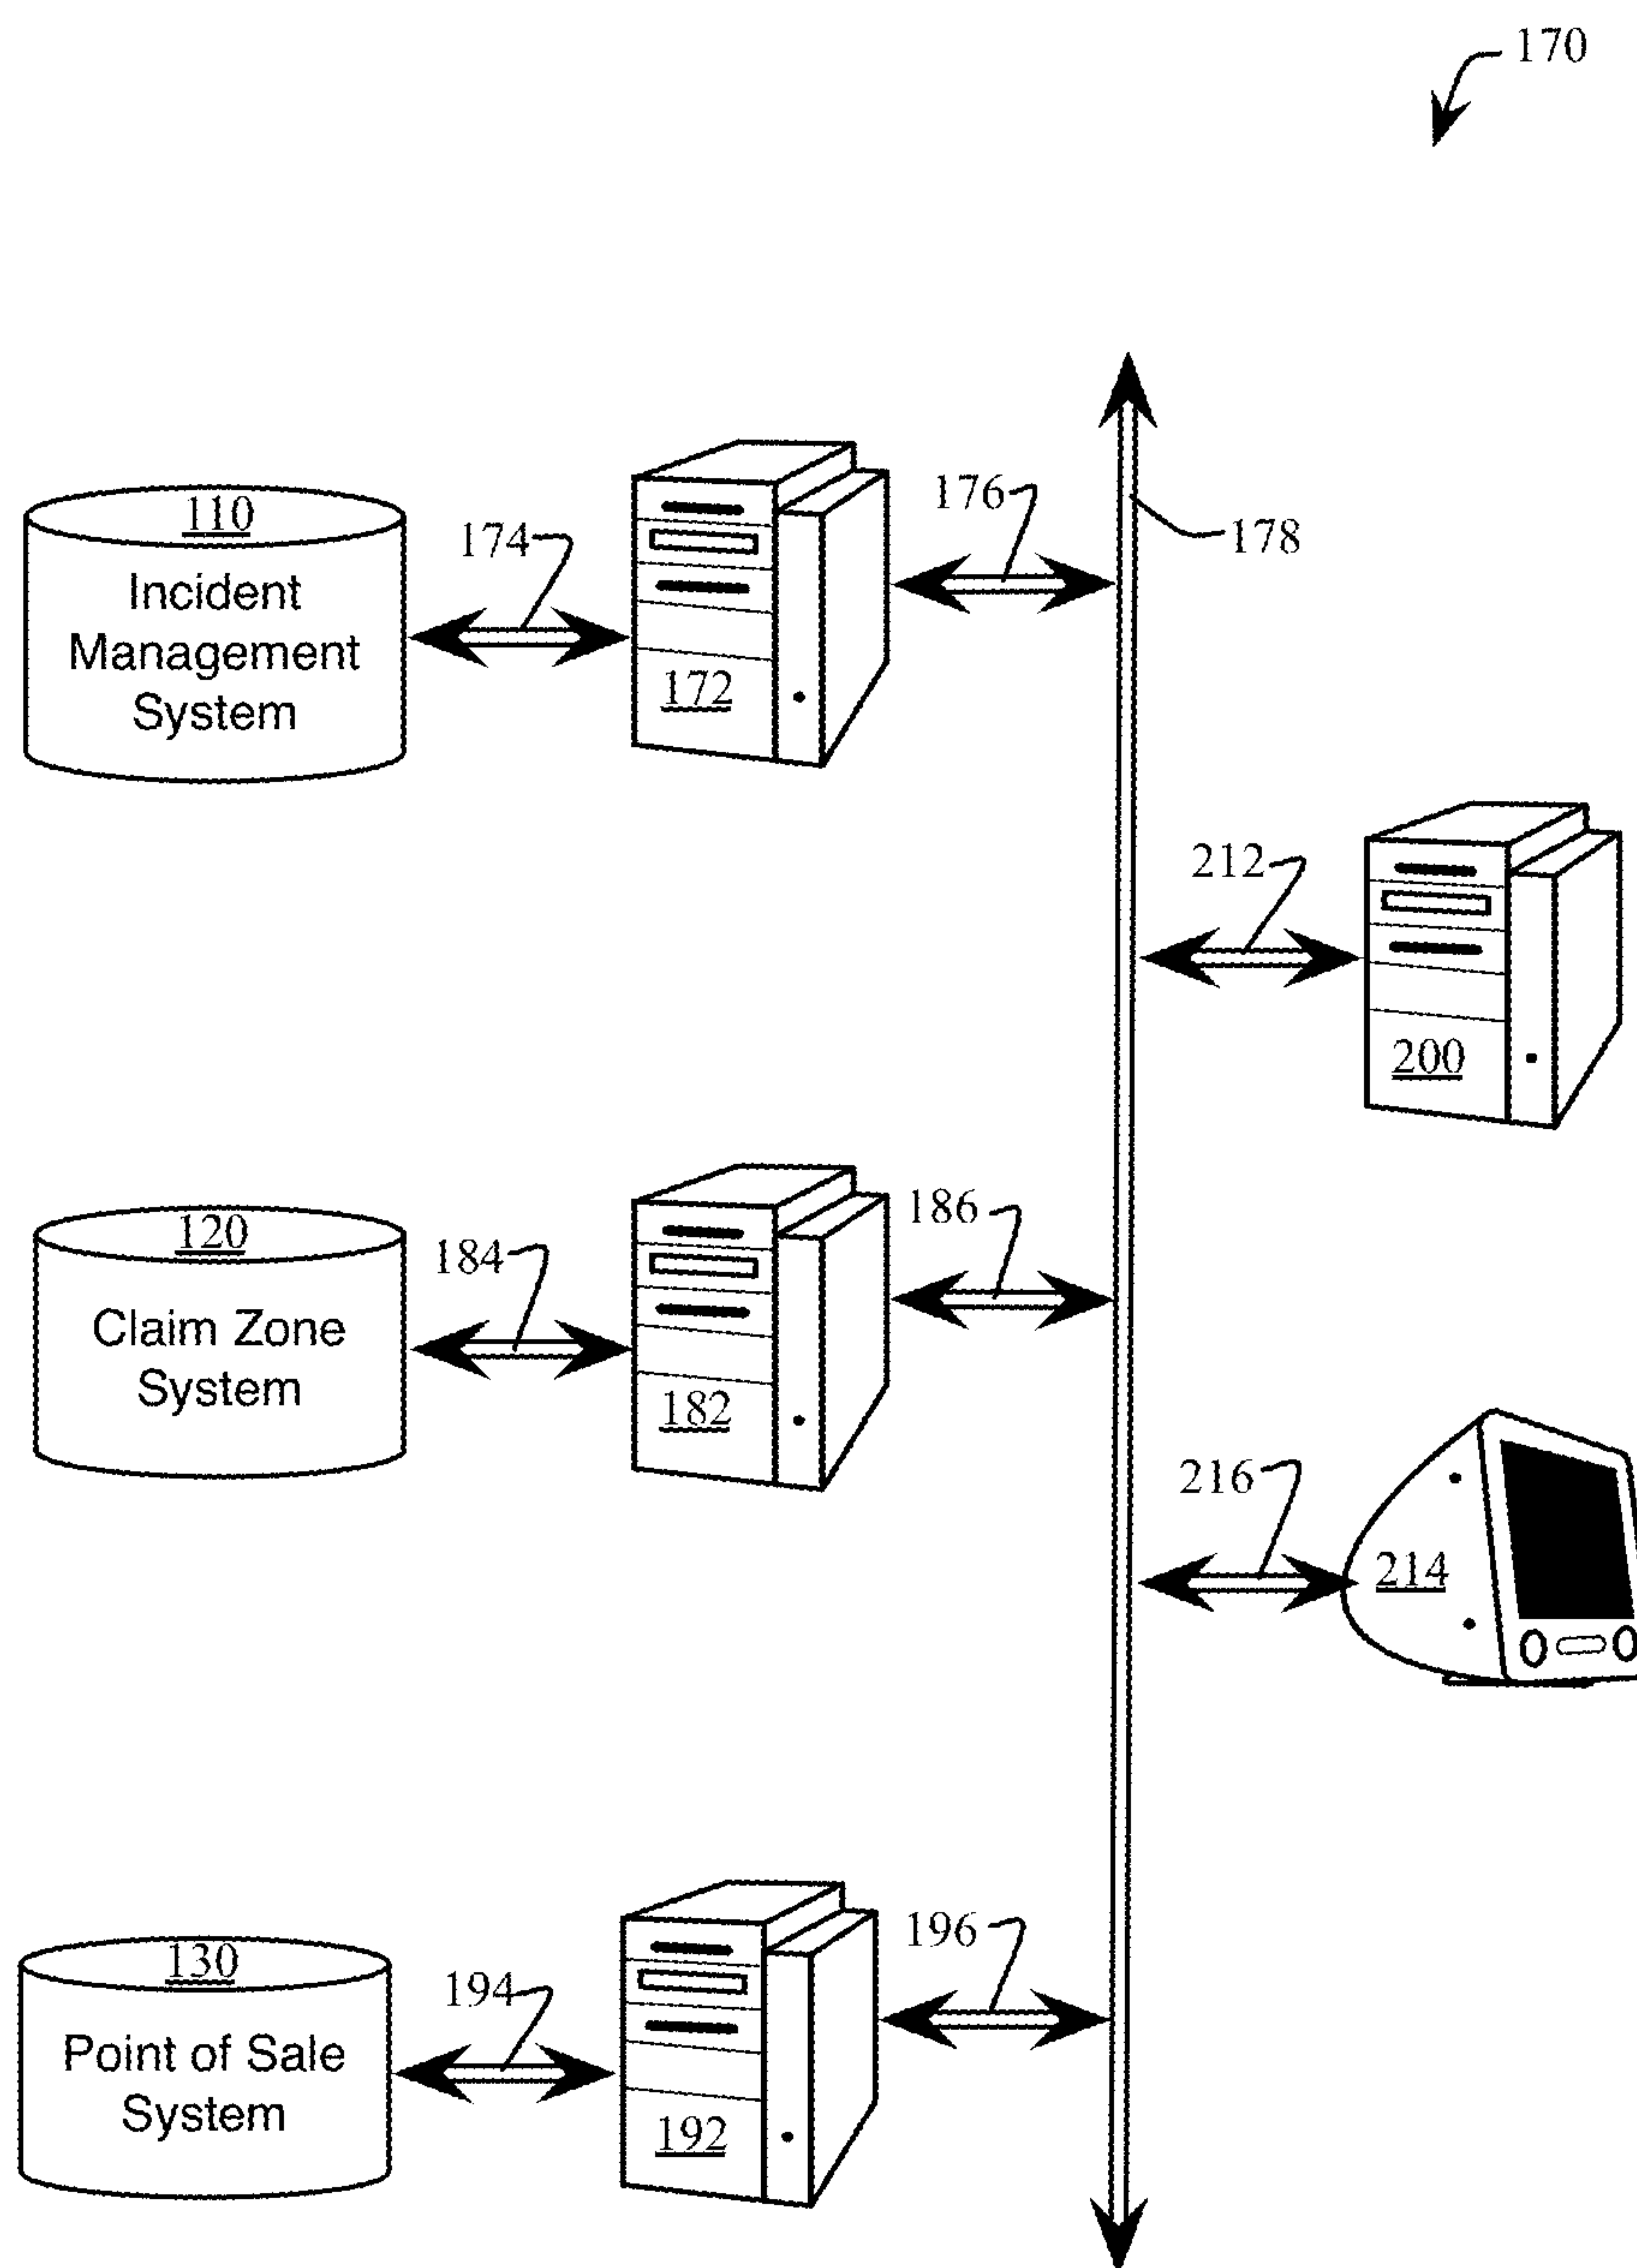 170
110
Incident
Management
System
174
172
176
178
212
200
120
Claim Zone
System
184
182
186
216
214
130
Point of Sale
System
194
192
196